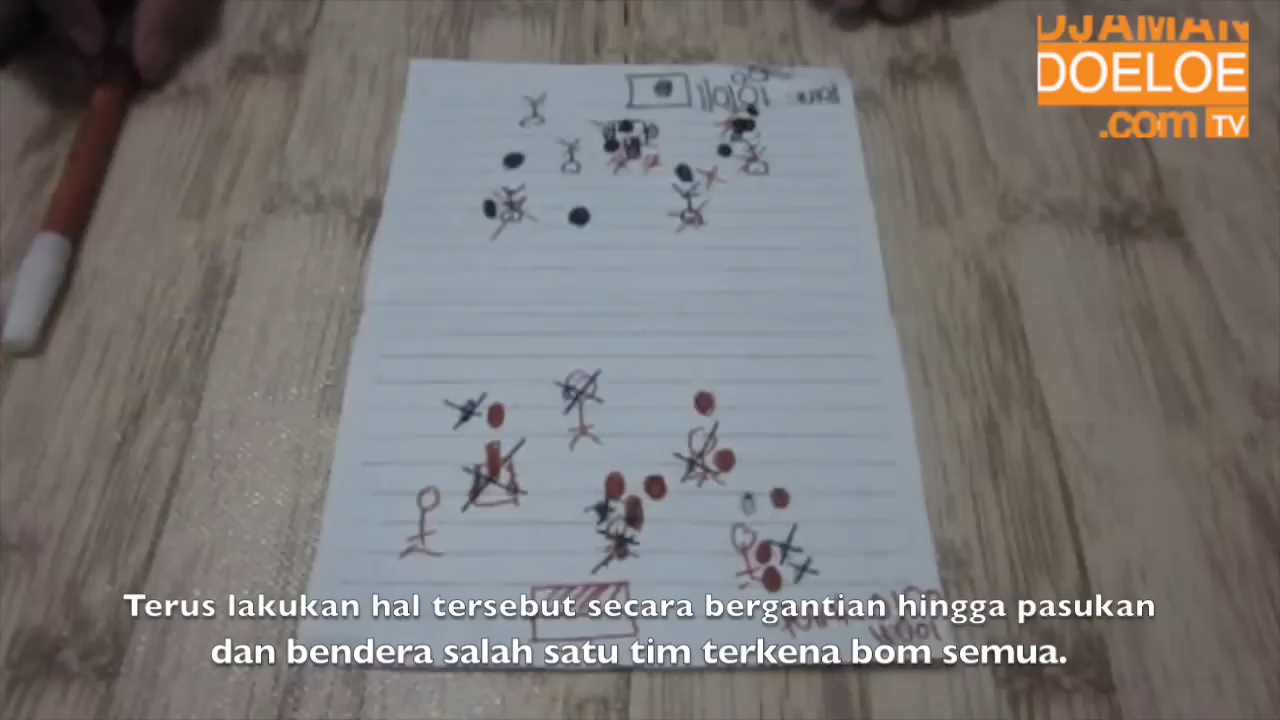 DJAMAN
DOELOE
.com TV
Terus lakukan hal tersebut secara bergantian hingga pasukan
dan bendera salah satu tim terkena bom semua.